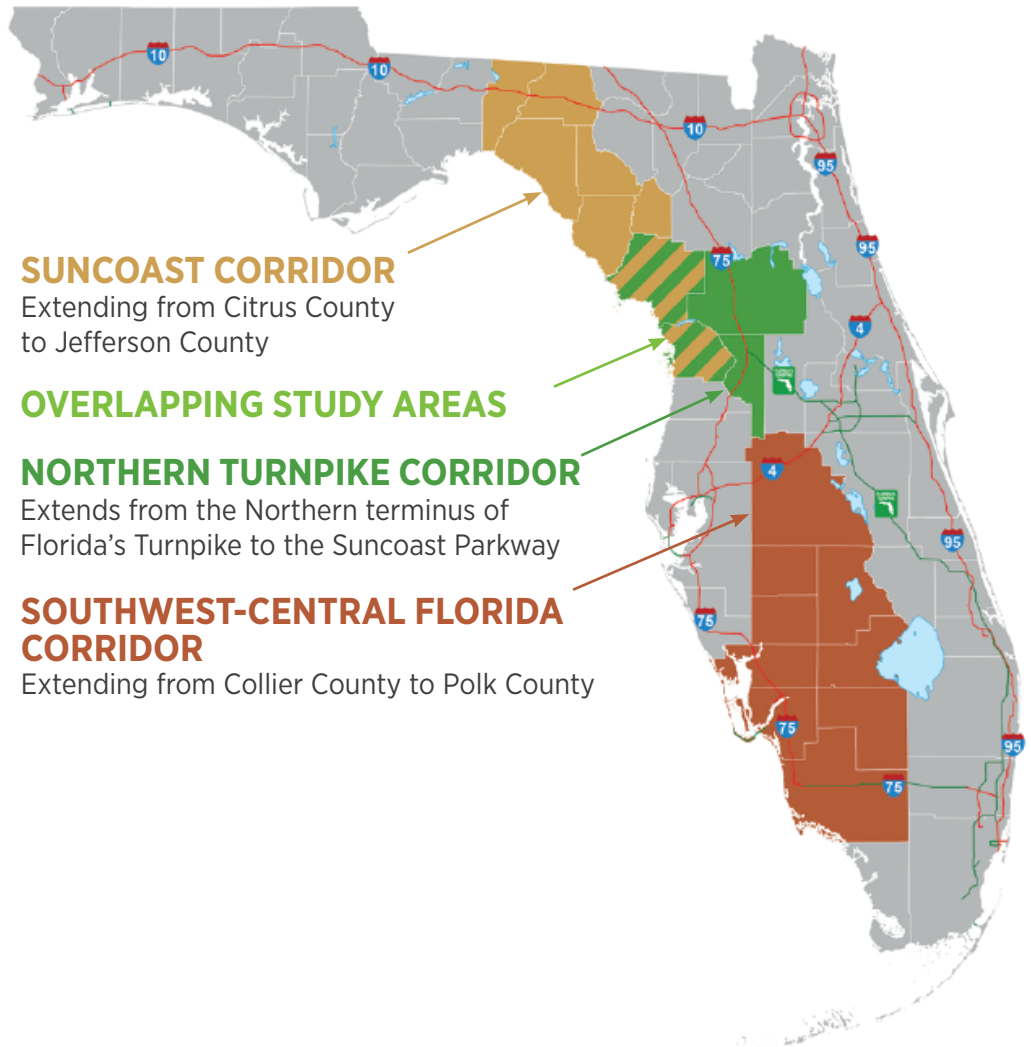 10
10
10
95
95
75
4
SUNCOAST CORRIDOR
Extending from Citrus County
to Jefferson County
OVERLAPPING STUDY AREAS
NORTHERN TURNPIKE CORRIDOR
Extends from the Northern terminus of
Florida's Turnpike to the Suncoast Parkway
4
95
SOUTHWEST-CENTRAL FLORIDA
CORRIDOR
Extending from Collier County to Polk County
75
75
95
75